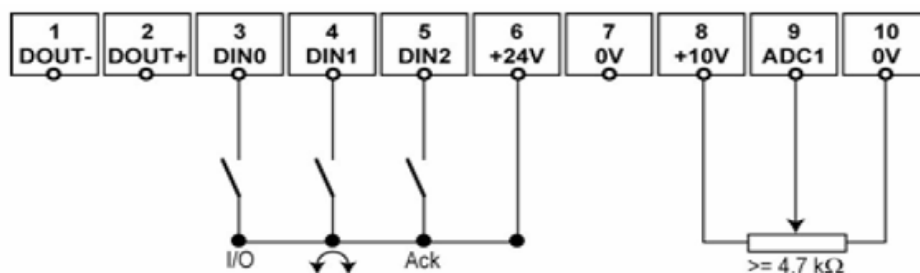 1 2 3 4 5 6 7 8 9 10
DOUT- DOUT+ DIN0 DIN1 DIN2 +24V 0V +10V ADC1 0V
I/O Ack >= 4,7 kΩ